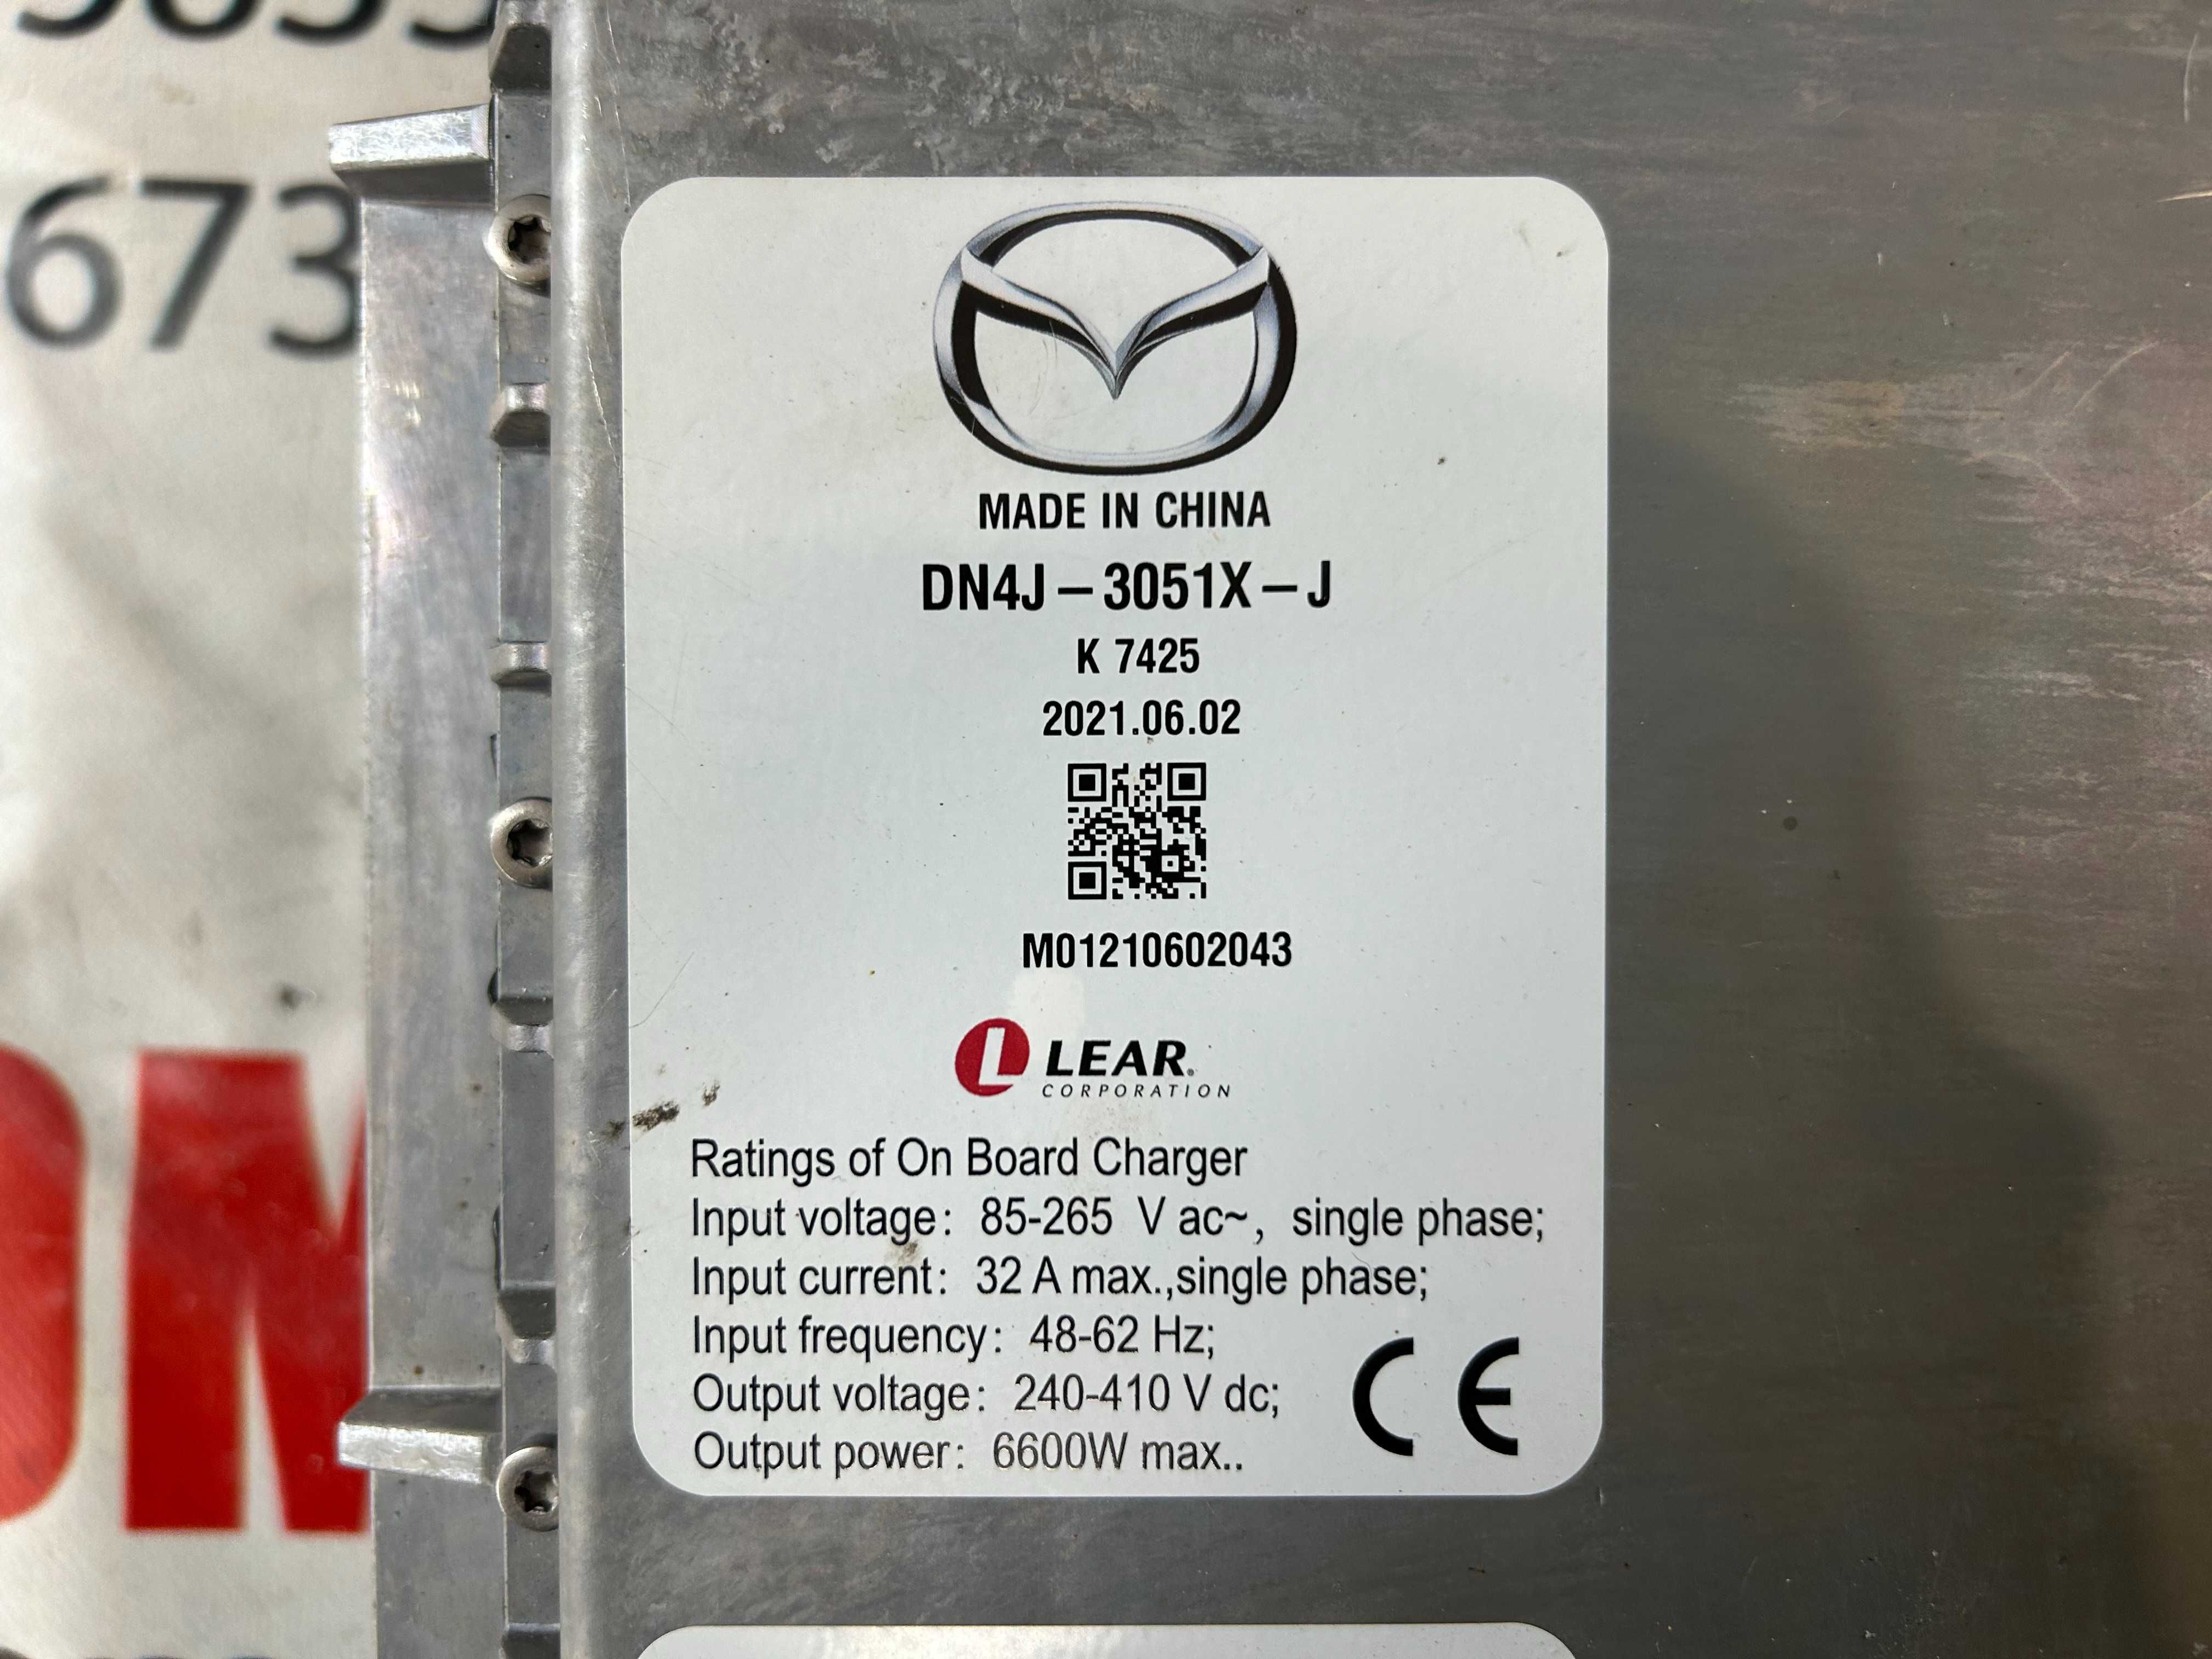 673
MADE IN CHINA
DN4J – 3051X – J
K 7425
2021.06.02
M01210602043
L LEAR.
CORPORATION
Ratings of On Board Charger
Input voltage: 85-265 V ac~, single phase;
Input current: 32 A max.,single phase;
Input frequency: 48-62 Hz;
Output voltage: 240-410 V dc;
Output power: 6600W max..
CE